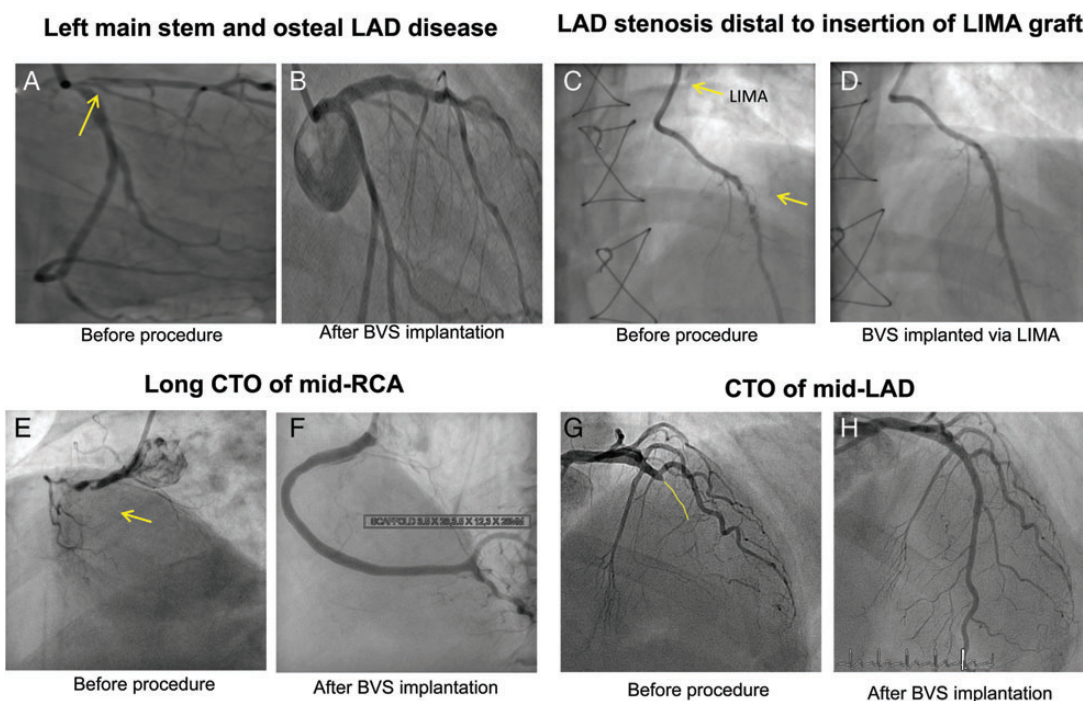 Left main stem and osteal LAD disease
LAD stenosis distal to insertion of LIMA graft
A
B
C
LIMA
D
Before procedure
After BVS implantation
Before procedure
BVS implanted via LIMA
Long CTO of mid-RCA
CTO of mid-LAD
E
F
SCAFFOLD
G
H
Before procedure
After BVS implantation
Before procedure
After BVS implantation